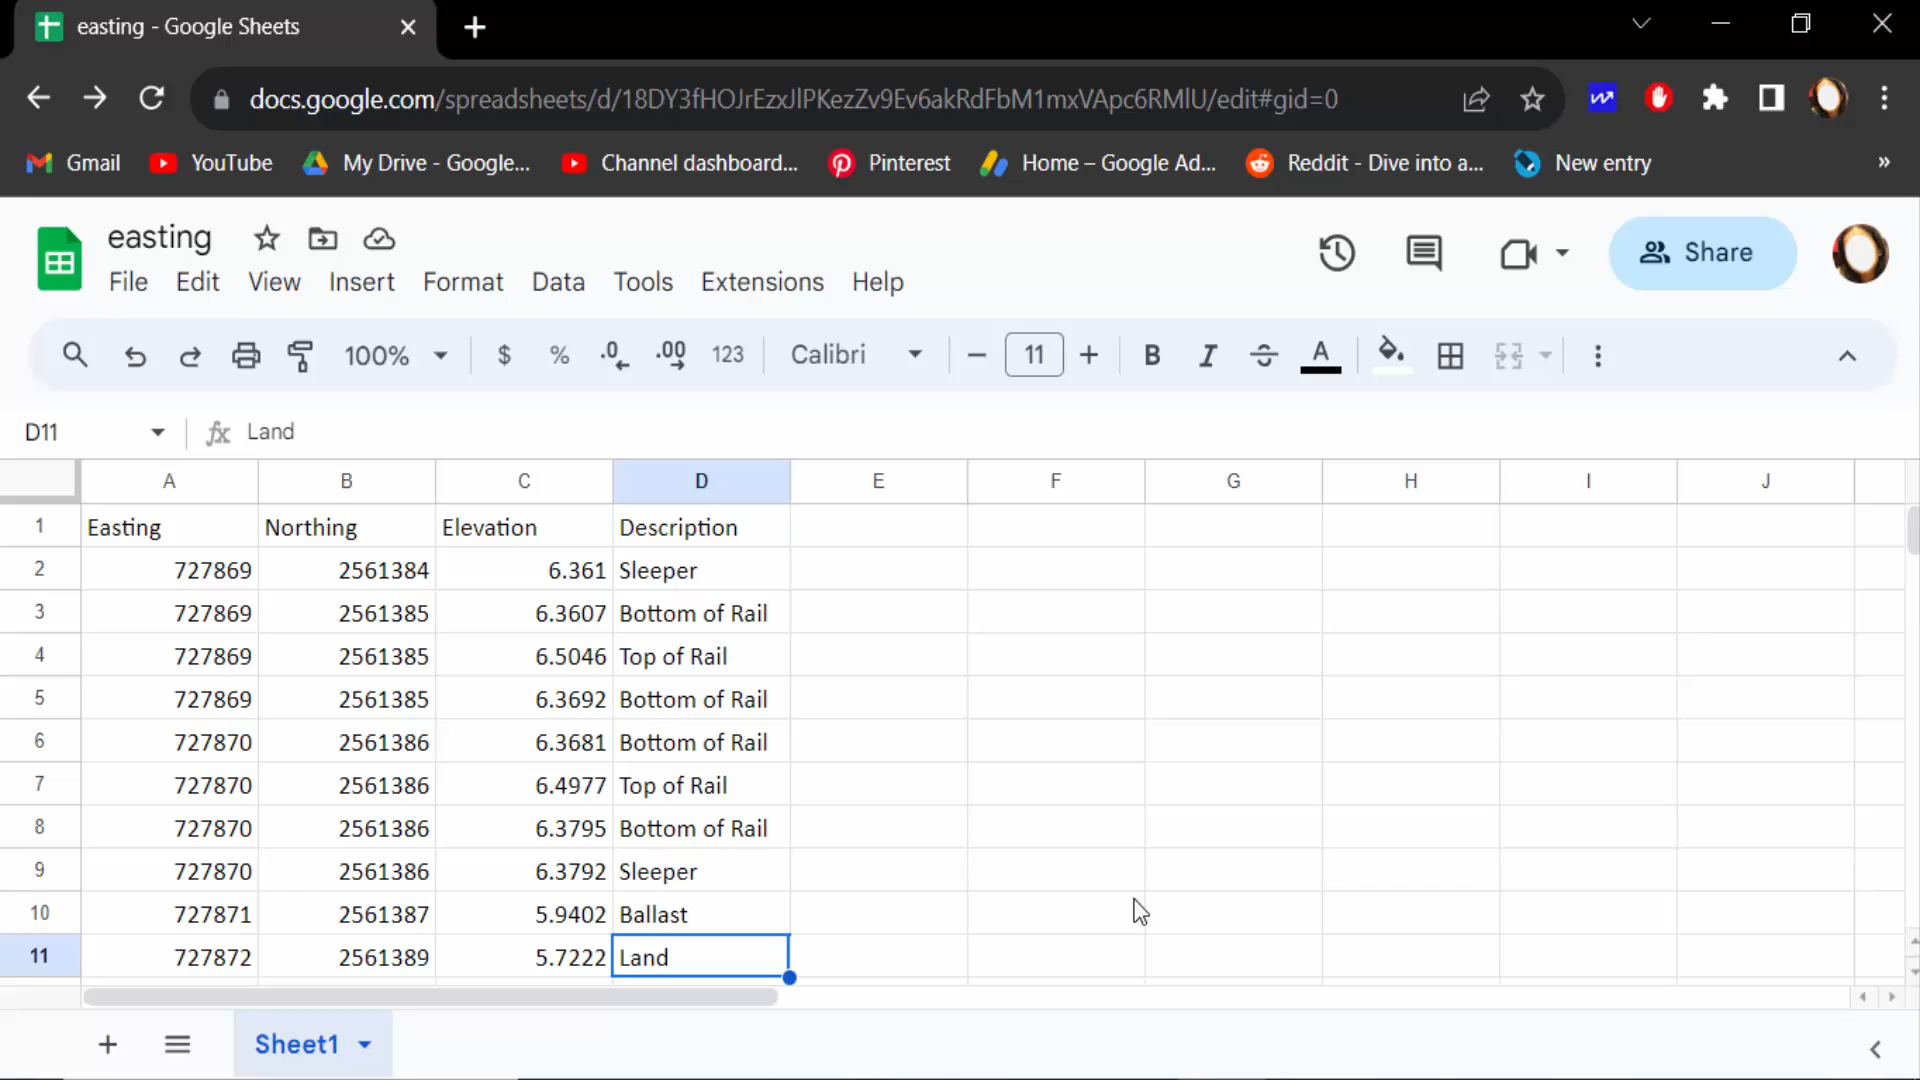 easting - Google Sheets
docs.google.com/spreadsheets/d/18DY3fHOJrEzxJlPKezZv9Ev6akRdFbM1mxVApc6RMlU/edit#gid=0
Gmail YouTube My Drive - Google... Channel dashboard... Pinterest Home – Google Ad... Reddit - Dive into a... New entry »
easting
File Edit View Insert Format Data Tools Extensions Help
Share
100% $ % .0 .00 123 Calibri 11 B I S A
D11 fx Land
A B C D E F G H I J
1 Easting Northing Elevation Description
2 727869 2561384 6.361 Sleeper
3 727869 2561385 6.3607 Bottom of Rail
4 727869 2561385 6.5046 Top of Rail
5 727869 2561385 6.3692 Bottom of Rail
6 727870 2561386 6.3681 Bottom of Rail
7 727870 2561386 6.4977 Top of Rail
8 727870 2561386 6.3795 Bottom of Rail
9 727870 2561386 6.3792 Sleeper
10 727871 2561387 5.9402 Ballast
11 727872 2561389 5.7222 Land
Sheet1